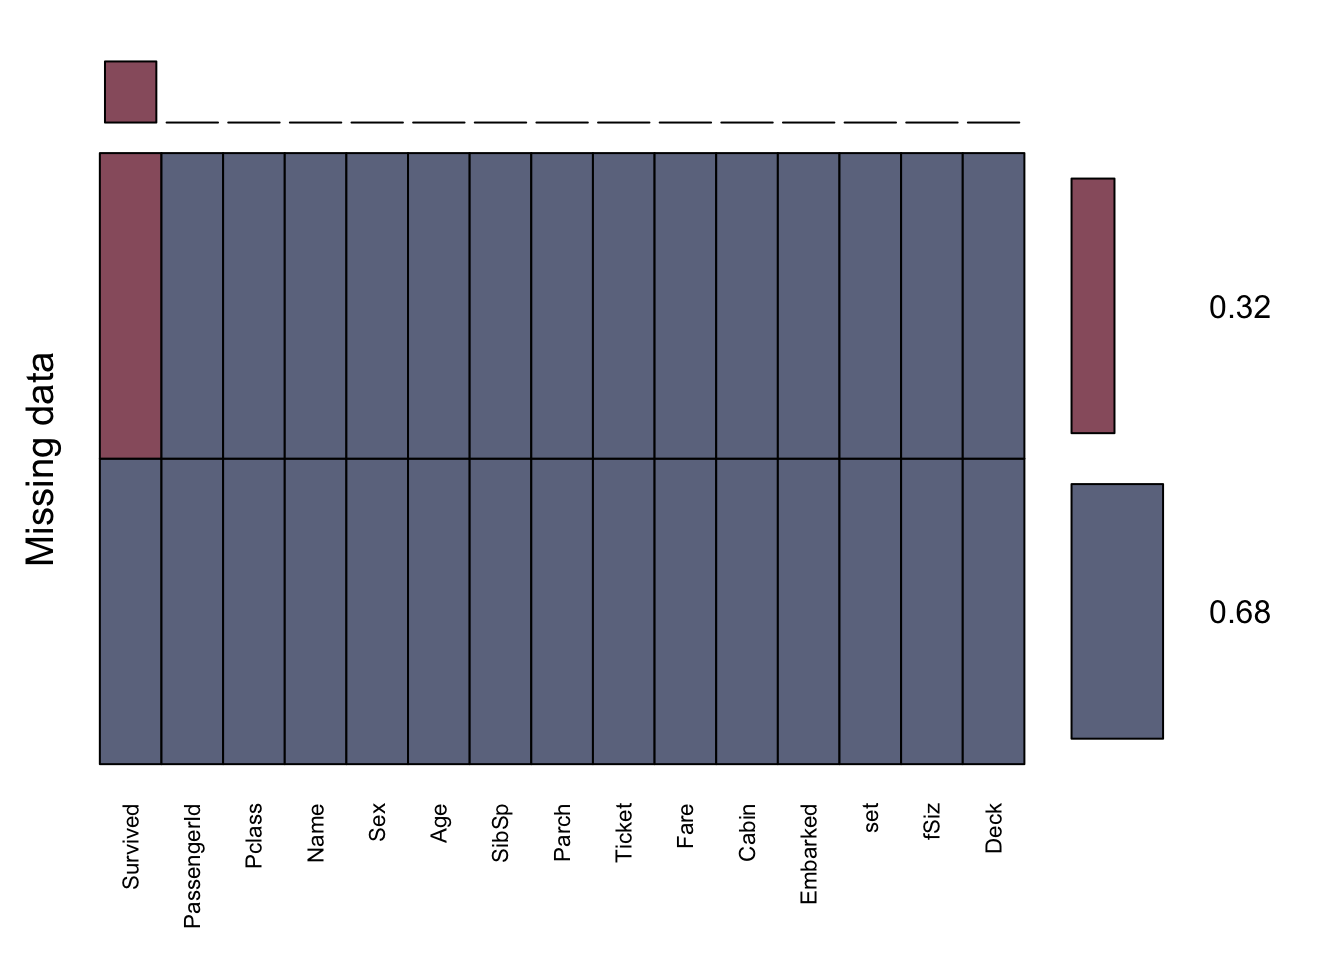 Missing data
0.32
0.68
Survived
PassengerId
Pclass
Name
Sex
Age
SibSp
Parch
Ticket
Fare
Cabin
Embarked
set
fSiz
Deck